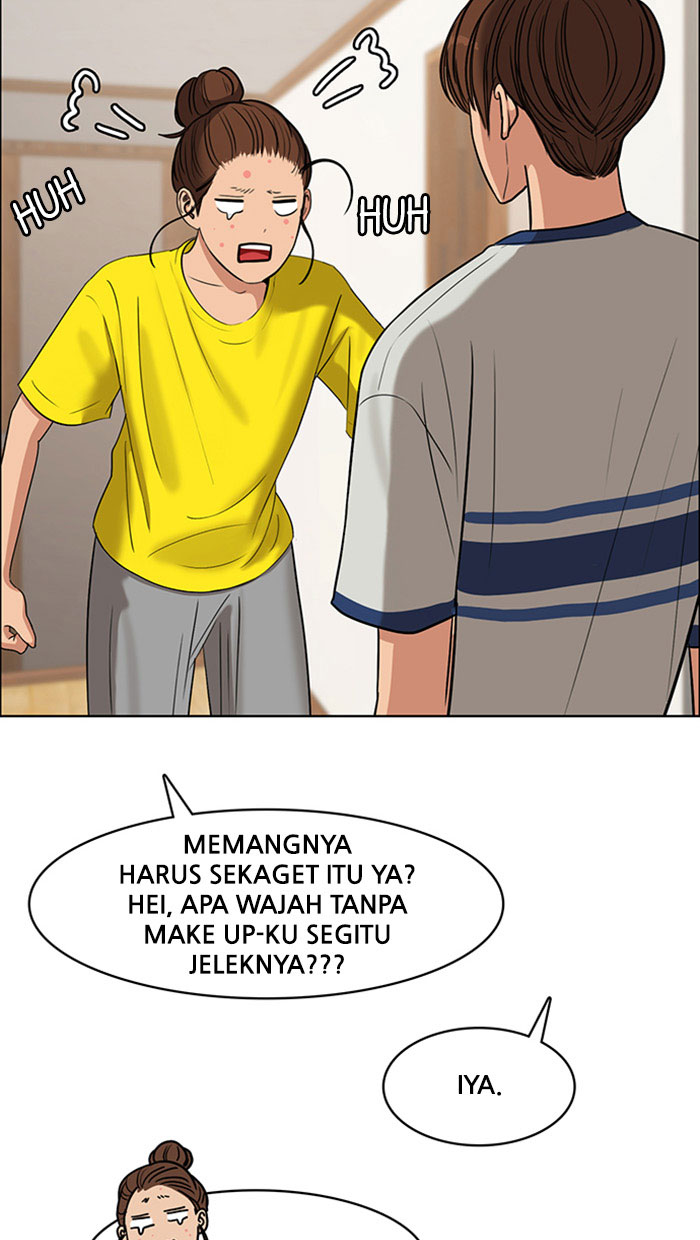 HUH
HUH
MEMANGNYA
HARUS SEKAGET ITU YA?
HEI, APA WAJAH TANPA
MAKE UP-KU SEGITU
JELEKNYA???
IYA.